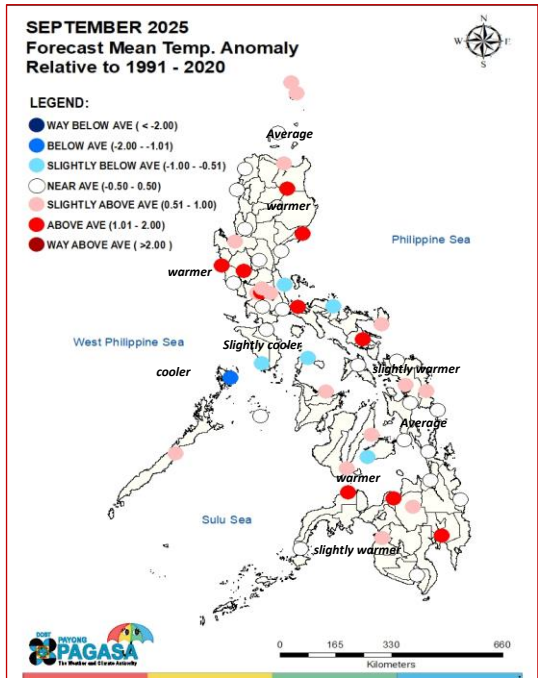 SEPTEMBER 2025
Forecast Mean Temp. Anomaly
Relative to 1991 - 2020
N
W E
S
LEGEND:
WAY BELOW AVE ( < -2.00)
BELOW AVE (-2.00 - -1.01)
SLIGHTLY BELOW AVE (-1.00 - -0.51)
NEAR AVE (-0.50 - 0.50)
SLIGHTLY ABOVE AVE (0.51 - 1.00)
ABOVE AVE (1.01 - 2.00)
WAY ABOVE AVE ( >2.00 )
Average
warmer
Philippine Sea
warmer
West Philippine Sea
Slightly cooler
cooler
slightly warmer
Average
warmer
Sulu Sea
slightly warmer
DOST
PAYONG
PAGASA
The Weather and Climate Authority
0 165 330 660
Kilometers